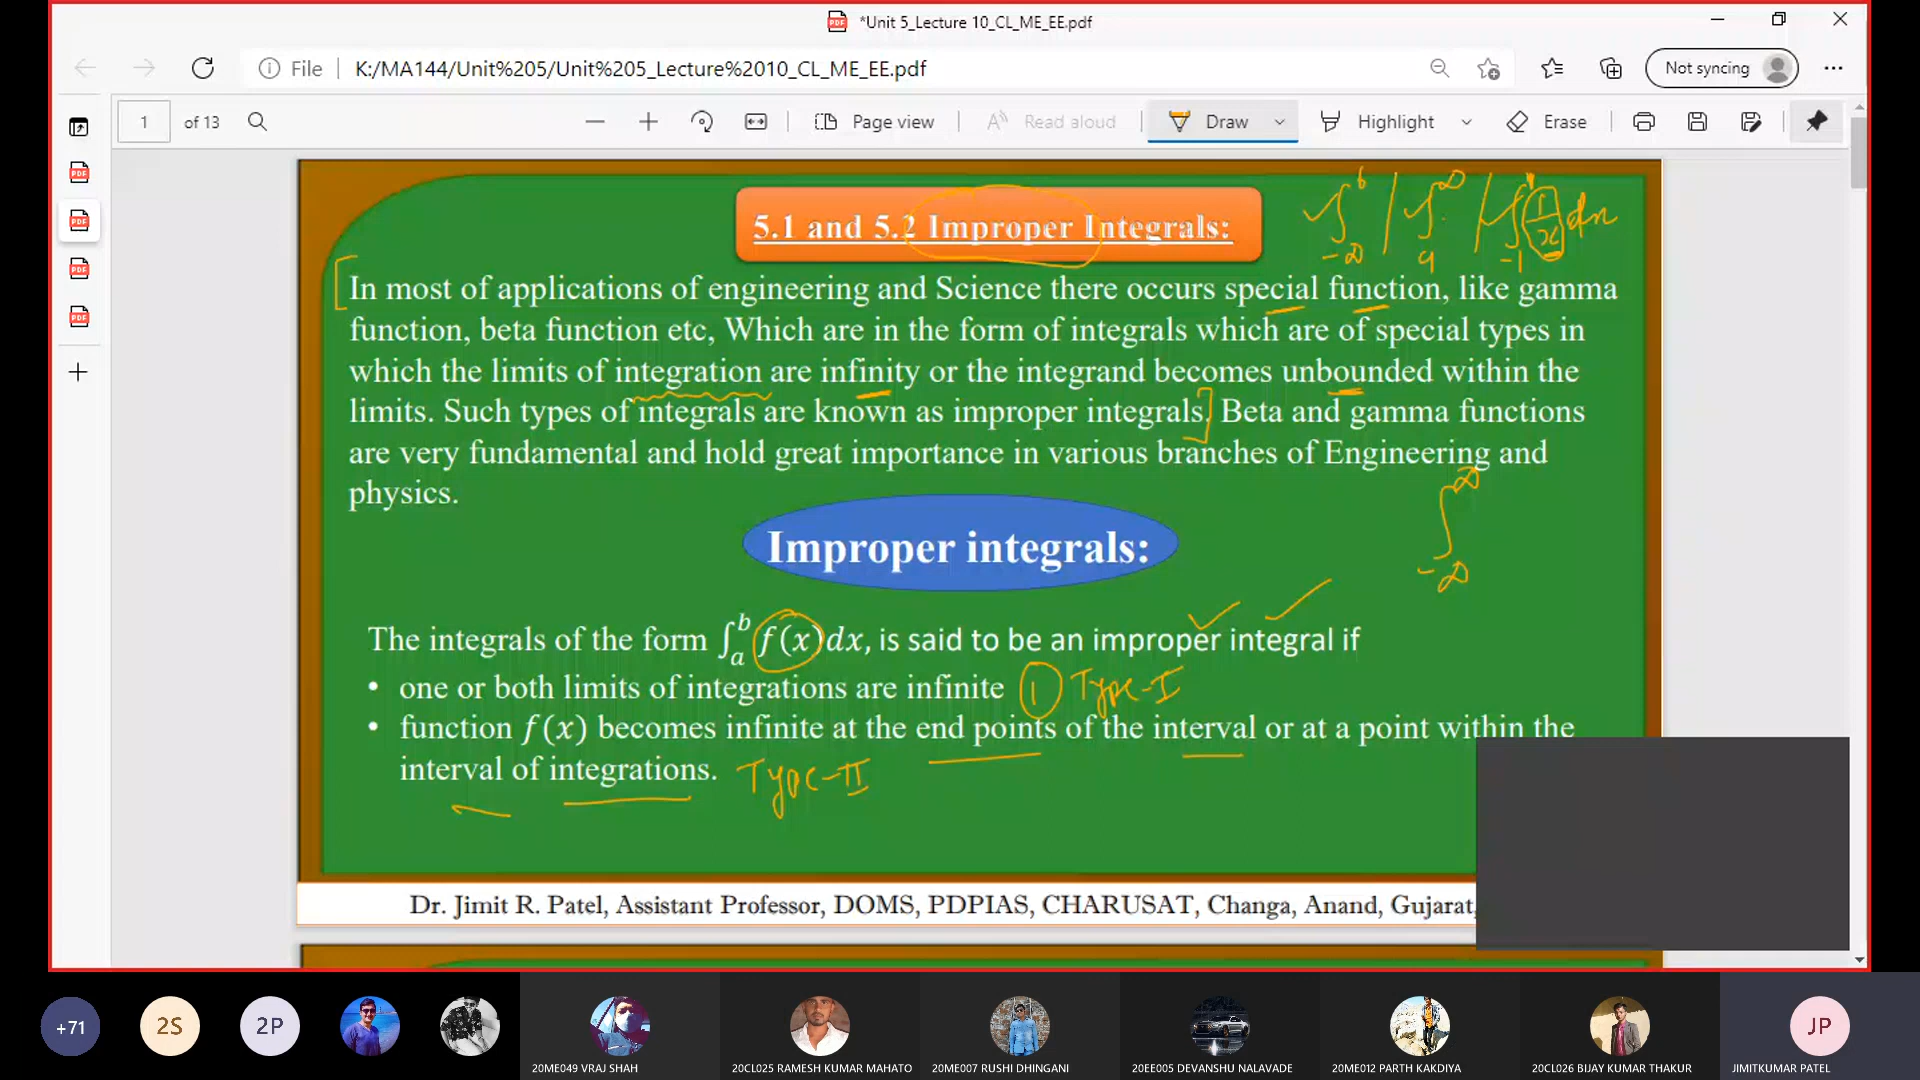 *Unit 5_Lecture 10_CL_ME_EE.pdf
File K:/MA144/Unit%205/Unit%205_Lecture%2010_CL_ME_EE.pdf Not syncing
1 of 13 Page view Read aloud Draw Highlight Erase
5.1 and 5.2 Improper Integrals:
∫_{-∞}^{b} / ∫_{a}^{∞} / ∫_{-1}^{1} (1/x) dx
In most of applications of engineering and Science there occurs special function, like gamma
function, beta function etc, Which are in the form of integrals which are of special types in
which the limits of integration are infinity or the integrand becomes unbounded within the
limits. Such types of integrals are known as improper integrals. Beta and gamma functions
are very fundamental and hold great importance in various branches of Engineering and
physics.
∫_{-∞}^{∞}
Improper integrals:
The integrals of the form ∫_a^b f(x)dx, is said to be an improper integral if
• one or both limits of integrations are infinite ① Type-I
• function f(x) becomes infinite at the end points of the interval or at a point within the
interval of integrations. Type-II
Dr. Jimit R. Patel, Assistant Professor, DOMS, PDPIAS, CHARUSAT, Changa, Anand, Gujarat,
+71 2S 2P JP
20ME049 VRAJ SHAH 20CL025 RAMESH KUMAR MAHATO 20ME007 RUSHI DHINGANI 20EE005 DEVANSHU NALAVADE 20ME012 PARTH KAKDIYA 20CL026 BIJAY KUMAR THAKUR JIMITKUMAR PATEL